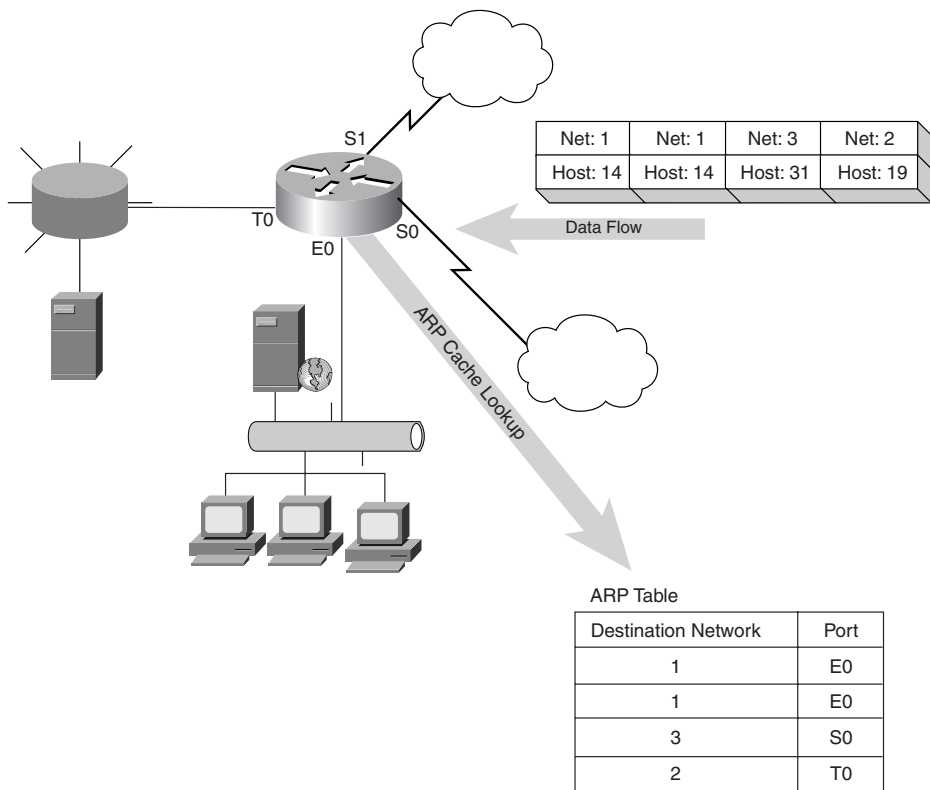 S1
Net: 1 Net: 1 Net: 3 Net: 2
Host: 14 Host: 14 Host: 31 Host: 19
T0
S0
E0
Data Flow
ARP Cache Lookup
ARP Table
Destination Network Port
1 E0
1 E0
3 S0
2 T0